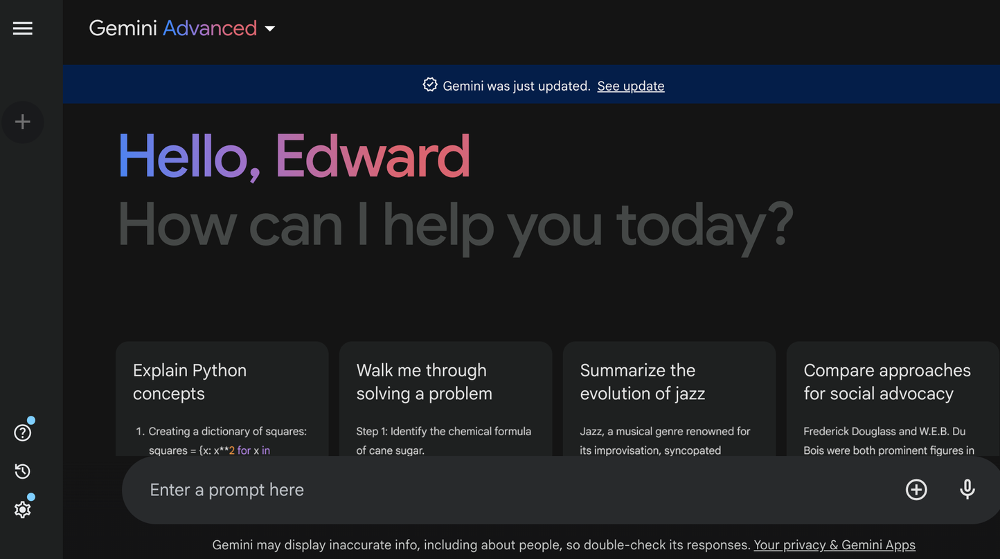 Gemini Advanced
Gemini was just updated. See update
Hello, Edward
How can I help you today?
Explain Python
concepts
1. Creating a dictionary of squares:
squares = {x: x**2 for x in
Walk me through
solving a problem
Step 1: Identify the chemical formula
of cane sugar.
Summarize the
evolution of jazz
Jazz, a musical genre renowned for
its improvisation, syncopated
Compare approaches
for social advocacy
Frederick Douglass and W.E.B. Du
Bois were both prominent figures in
Enter a prompt here
Gemini may display inaccurate info, including about people, so double-check its responses. Your privacy & Gemini Apps